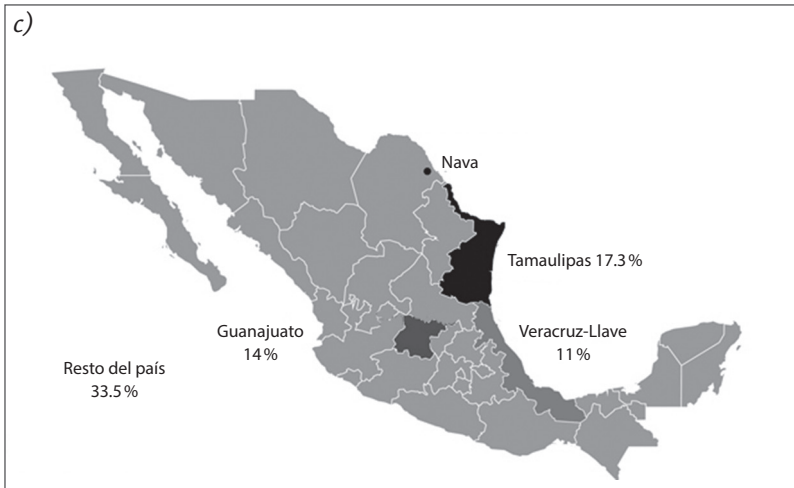 c)
Nava
Tamaulipas 17.3 %
Guanajuato
14 %
Veracruz-Llave
11 %
Resto del país
33.5 %